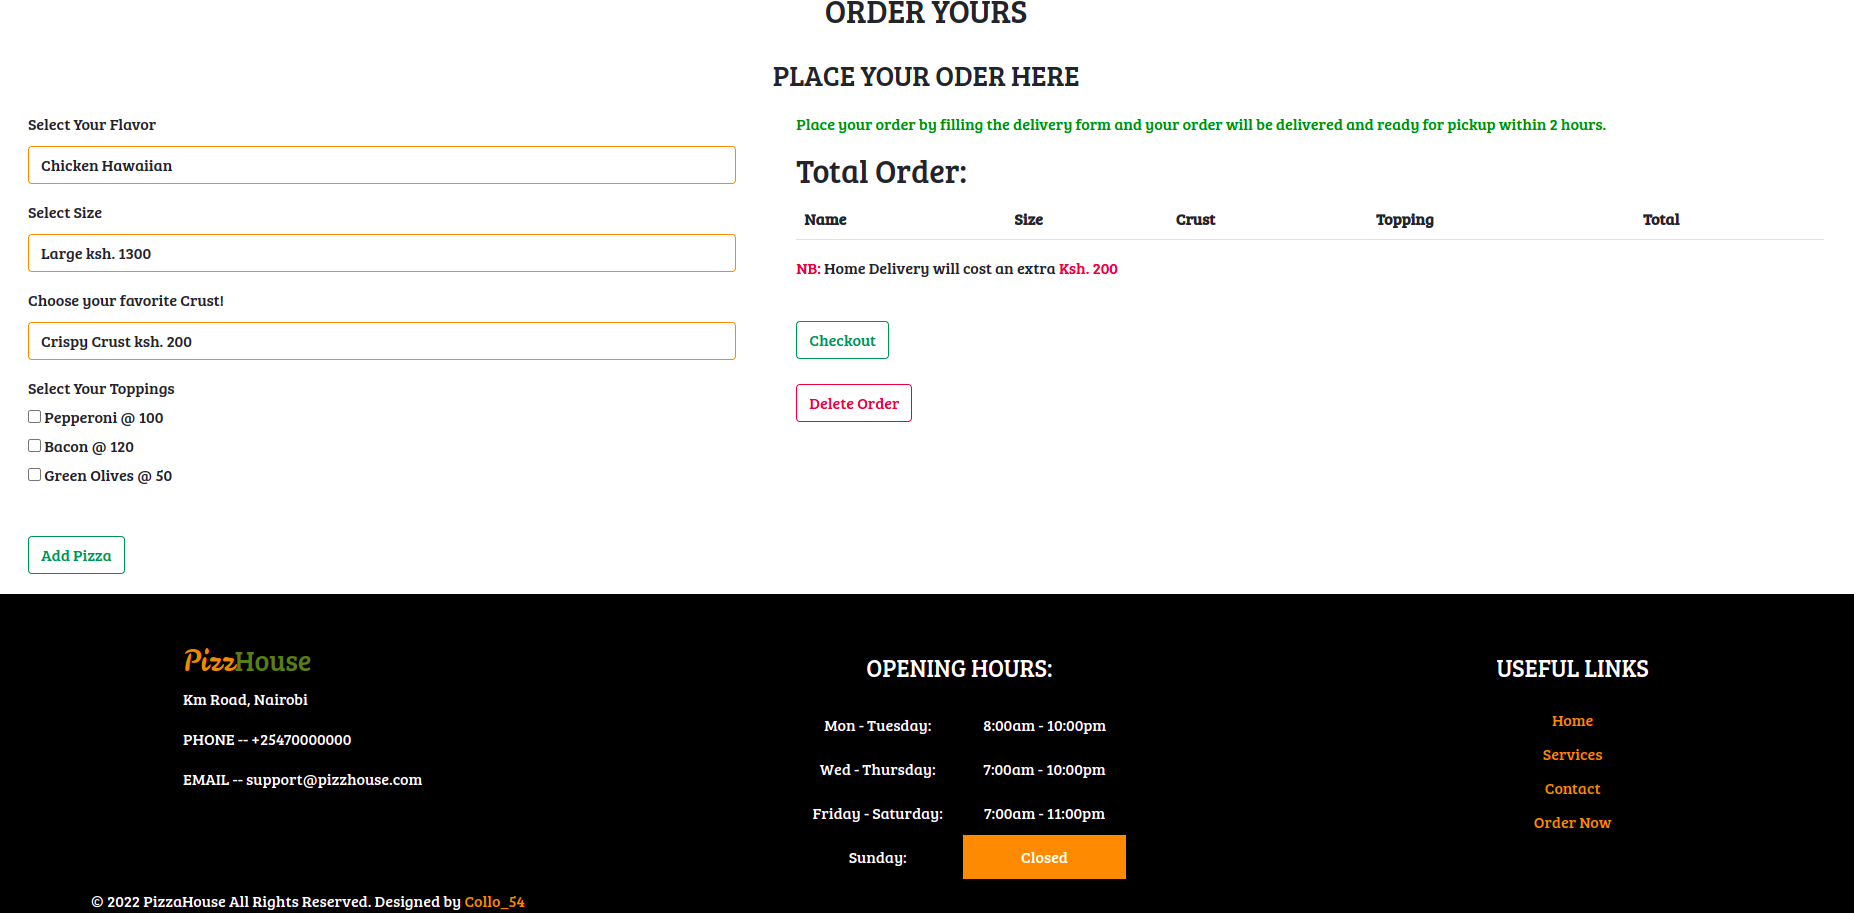 ORDER YOURS
PLACE YOUR ODER HERE
Select Your Flavor
Chicken Hawaiian
Select Size
Large ksh. 1300
Choose your favorite Crust!
Crispy Crust ksh. 200
Select Your Toppings
Pepperoni @ 100
Bacon @ 120
Green Olives @ 50
Add Pizza
Place your order by filling the delivery form and your order will be delivered and ready for pickup within 2 hours.
Total Order:
Name Size Crust Topping Total
NB: Home Delivery will cost an extra Ksh. 200
Checkout
Delete Order
PizzHouse
Km Road, Nairobi
PHONE -- +25470000000
EMAIL -- support@pizzhouse.com
OPENING HOURS:
Mon - Tuesday: 8:00am - 10:00pm
Wed - Thursday: 7:00am - 10:00pm
Friday - Saturday: 7:00am - 11:00pm
Sunday: Closed
USEFUL LINKS
Home
Services
Contact
Order Now
© 2022 PizzaHouse All Rights Reserved. Designed by Collo_54